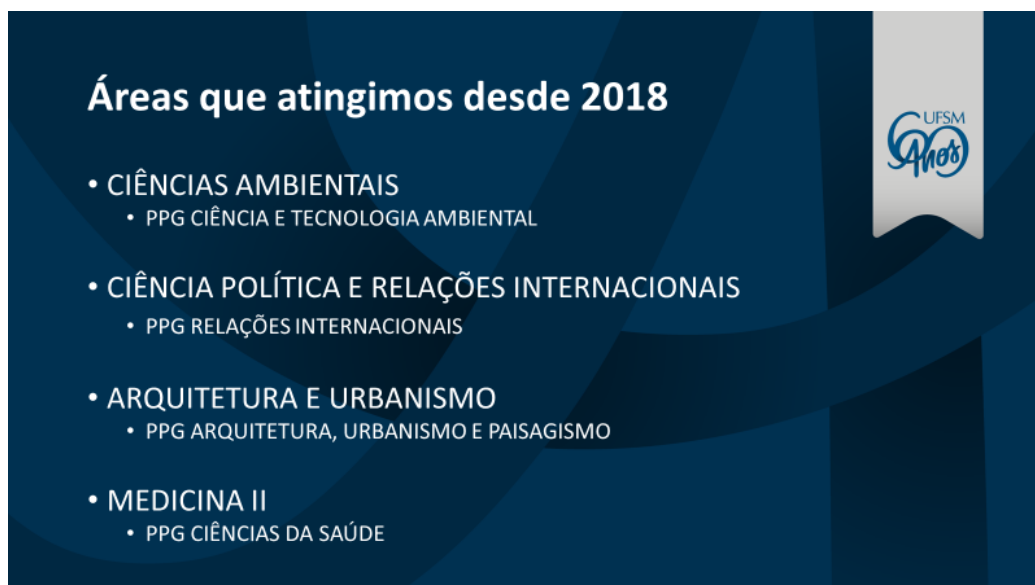 Áreas que atingimos desde 2018
UFSM
60 Anos
• CIÊNCIAS AMBIENTAIS
• PPG CIÊNCIA E TECNOLOGIA AMBIENTAL
• CIÊNCIA POLÍTICA E RELAÇÕES INTERNACIONAIS
• PPG RELAÇÕES INTERNACIONAIS
• ARQUITETURA E URBANISMO
• PPG ARQUITETURA, URBANISMO E PAISAGISMO
• MEDICINA II
• PPG CIÊNCIAS DA SAÚDE